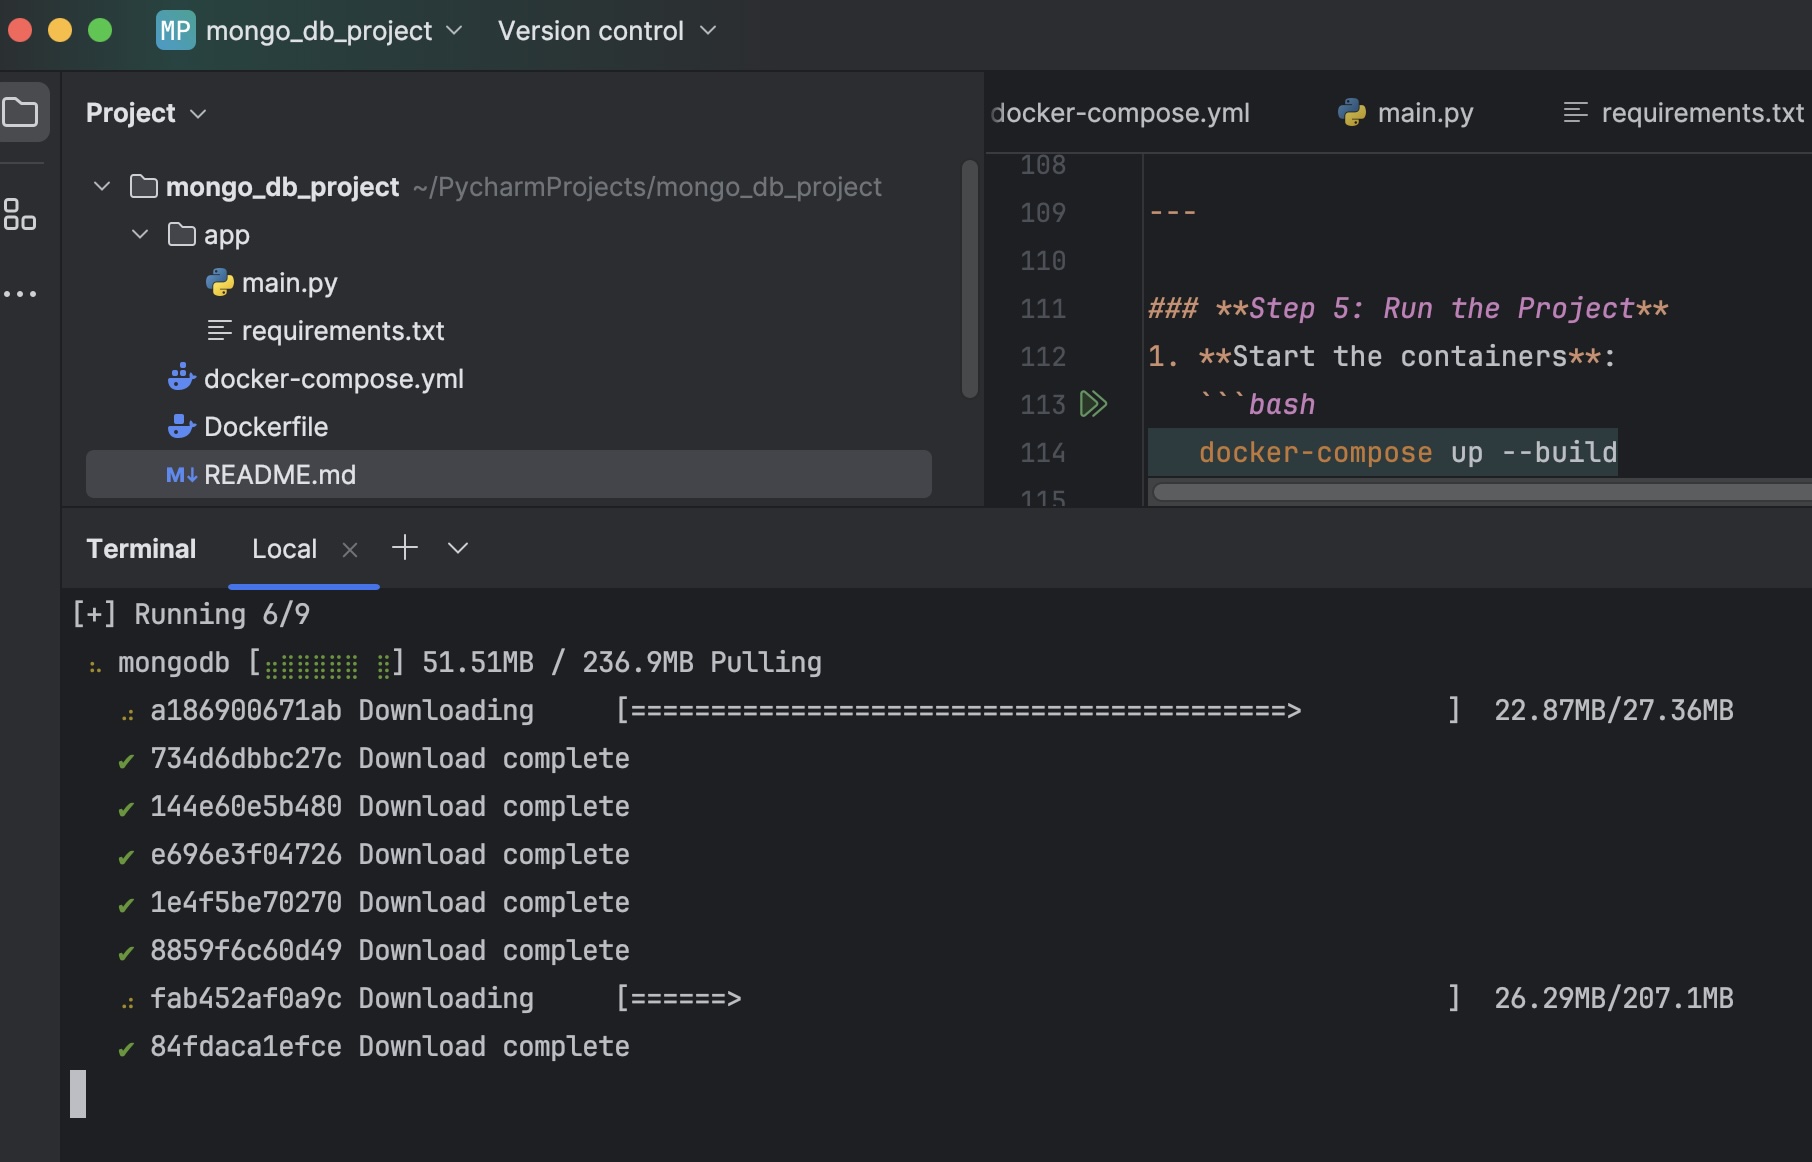 MP mongo_db_project Version control
Project
mongo_db_project ~/PycharmProjects/mongo_db_project
app
main.py
requirements.txt
docker-compose.yml
Dockerfile
M↓ README.md
docker-compose.yml main.py requirements.txt
108
109 ---
110
111 ### **Step 5: Run the Project**
112 1. **Start the containers**:
113 ```bash
114 docker-compose up --build
115
Terminal Local
[+] Running 6/9
mongodb [⣿⣿⣿⣿⣿⣿ ⣿] 51.51MB / 236.9MB Pulling
a186900671ab Downloading [=========================================> ] 22.87MB/27.36MB
✔ 734d6dbbc27c Download complete
✔ 144e60e5b480 Download complete
✔ e696e3f04726 Download complete
✔ 1e4f5be70270 Download complete
✔ 8859f6c60d49 Download complete
fab452af0a9c Downloading [======> ] 26.29MB/207.1MB
✔ 84fdaca1efce Download complete